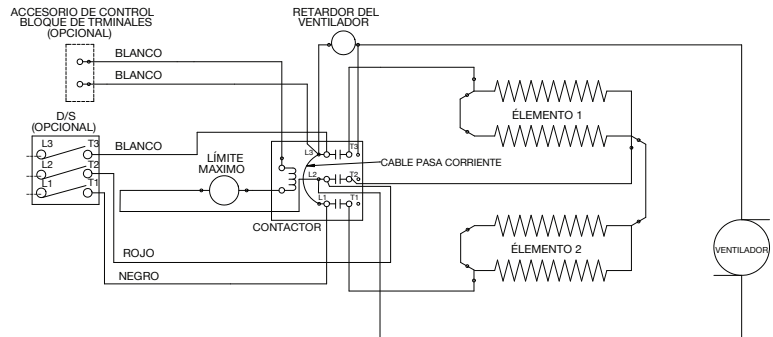 ACCESORIO DE CONTROL
BLOQUE DE TRMINALES
(OPCIONAL)
RETARDOR DEL
VENTILADOR
BLANCO
BLANCO
D/S
(OPCIONAL)
L3 T3
L2 T2
L1 T1
BLANCO
LÍMITE
MAXIMO
L3 T3
L2 T2
L1 T1
CABLE PASA CORRIENTE
CONTACTOR
ROJO
NEGRO
ÉLEMENTO 1
ÉLEMENTO 2
VENTILADOR